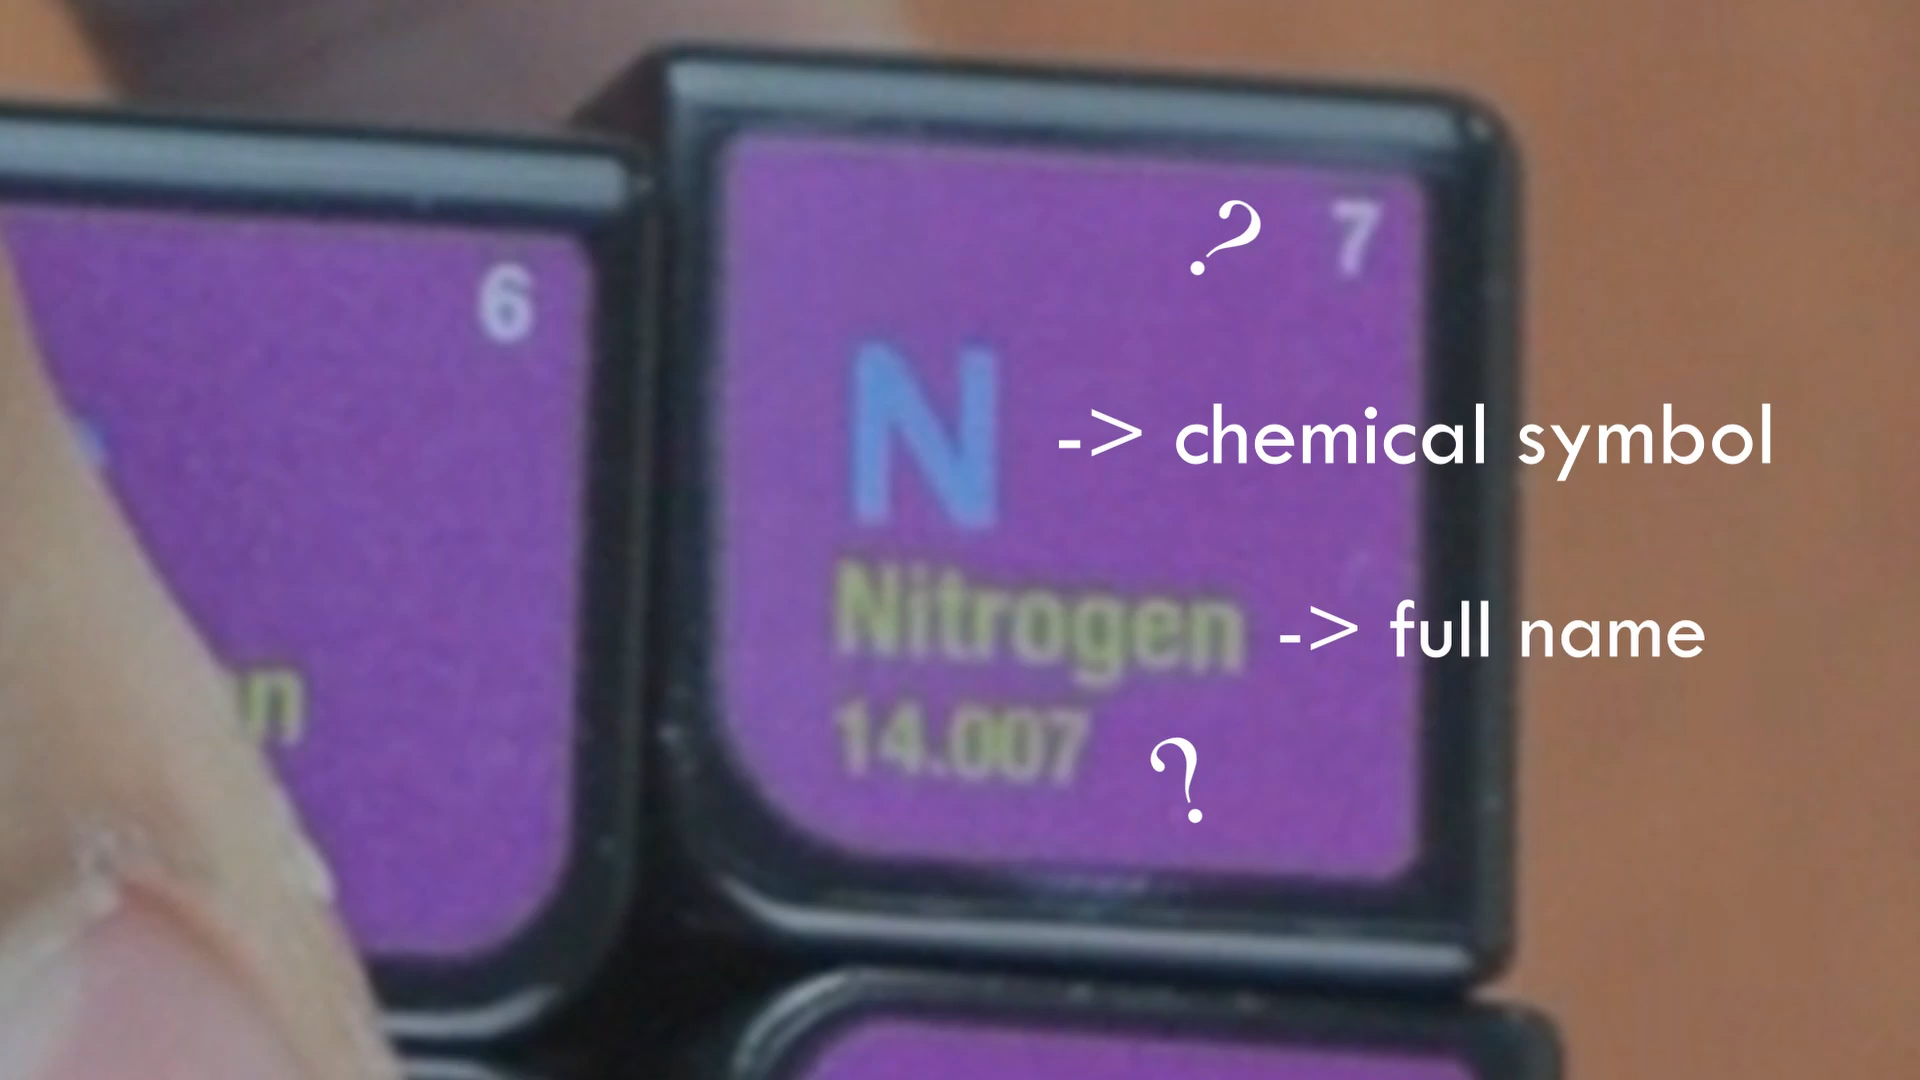 ? 7
6
N -> chemical symbol
Nitrogen -> full name
n
14.007 ?